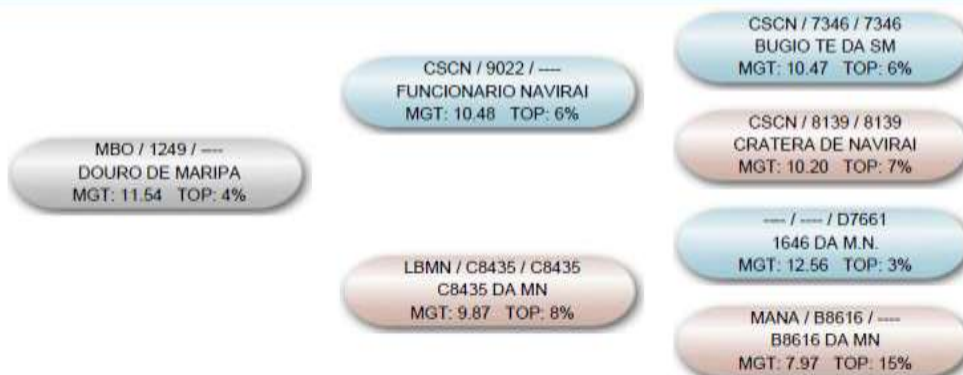 MBO / 1249 / ----
DOURO DE MARIPA
MGT: 11.54 TOP: 4%
CSCN / 9022 / ----
FUNCIONARIO NAVIRAI
MGT: 10.48 TOP: 6%
LBMN / C8435 / C8435
C8435 DA MN
MGT: 9.87 TOP: 8%
CSCN / 7346 / 7346
BUGIO TE DA SM
MGT: 10.47 TOP: 6%
CSCN / 8139 / 8139
CRATERA DE NAVIRAI
MGT: 10.20 TOP: 7%
---- / ---- / D7661
1646 DA M.N.
MGT: 12.56 TOP: 3%
MANA / B8616 / ----
B8616 DA MN
MGT: 7.97 TOP: 15%